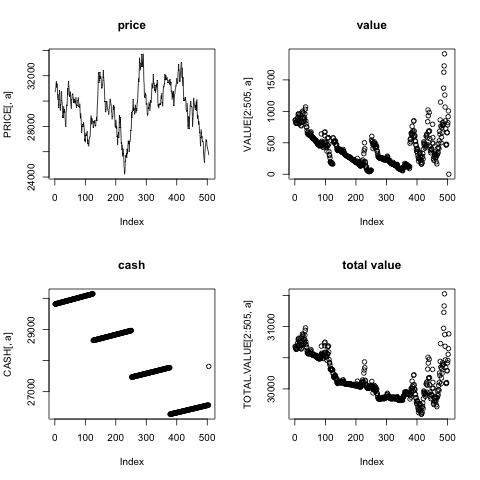 price
PRICE[, a]
32000
28000
24000
0 100 200 300 400 500
Index
value
VALUE[2:505, a]
1500
1000
500
0
0 100 200 300 400 500
Index
cash
CASH[, a]
29000
27000
0 100 200 300 400 500
Index
total value
TOTAL.VALUE[2:505, a]
31000
30000
0 100 200 300 400 500
Index